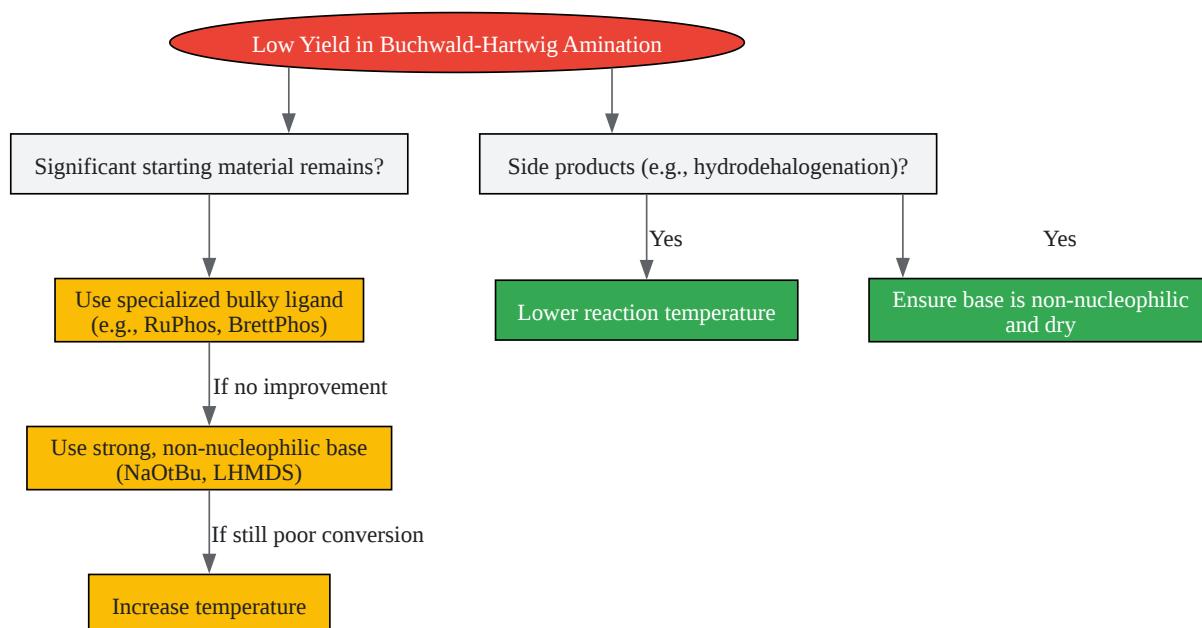 Low Yield in Buchwald-Hartwig Amination
Significant starting material remains?
Side products (e.g., hydrodehalogenation)?
Yes
Yes
Use specialized bulky ligand
(e.g., RuPhos, BrettPhos)
Lower reaction temperature
Ensure base is non-nucleophilic
and dry
If no improvement
Use strong, non-nucleophilic base
(NaOtBu, LHMDS)
If still poor conversion
Increase temperature